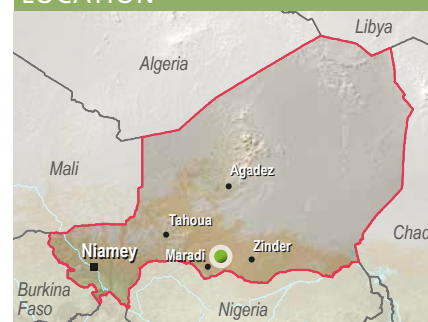 LOCATION
Libya
Algeria
Mali
Agadez
Tahoua
Chad
Niamey
Maradi
Zinder
Burkina
Faso
Nigeria